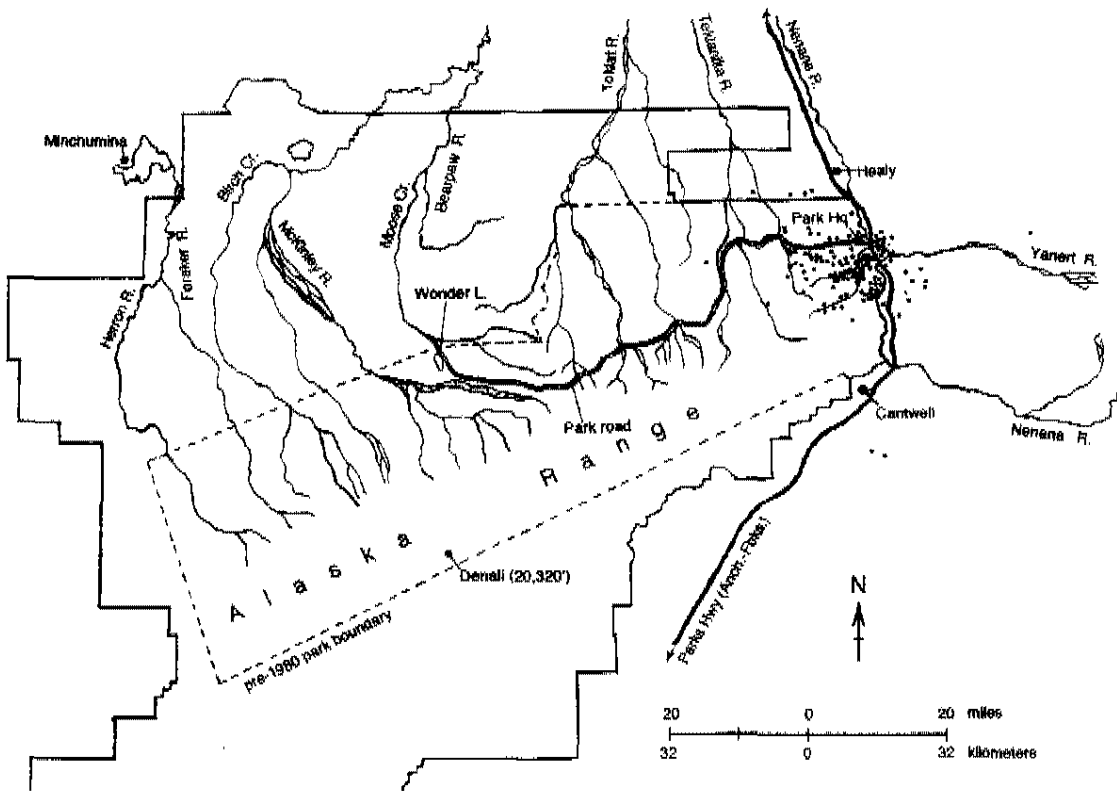 Toklat R.
Teklanika R.
Nenana R.
Minchumina
Birch Cr.
Moose Cr.
Bearpaw R.
Healy
Park Hq
Yanert R.
McKinley R.
Foraker R.
Herron R.
Wonder L.
Park road
Cantwell
Nenana R.
Alaska Range
Denali (20,320')
pre-1980 park boundary
Parks Hwy (Anch.-Fbks.)
N
20 0 20 miles
32 0 32 kilometers